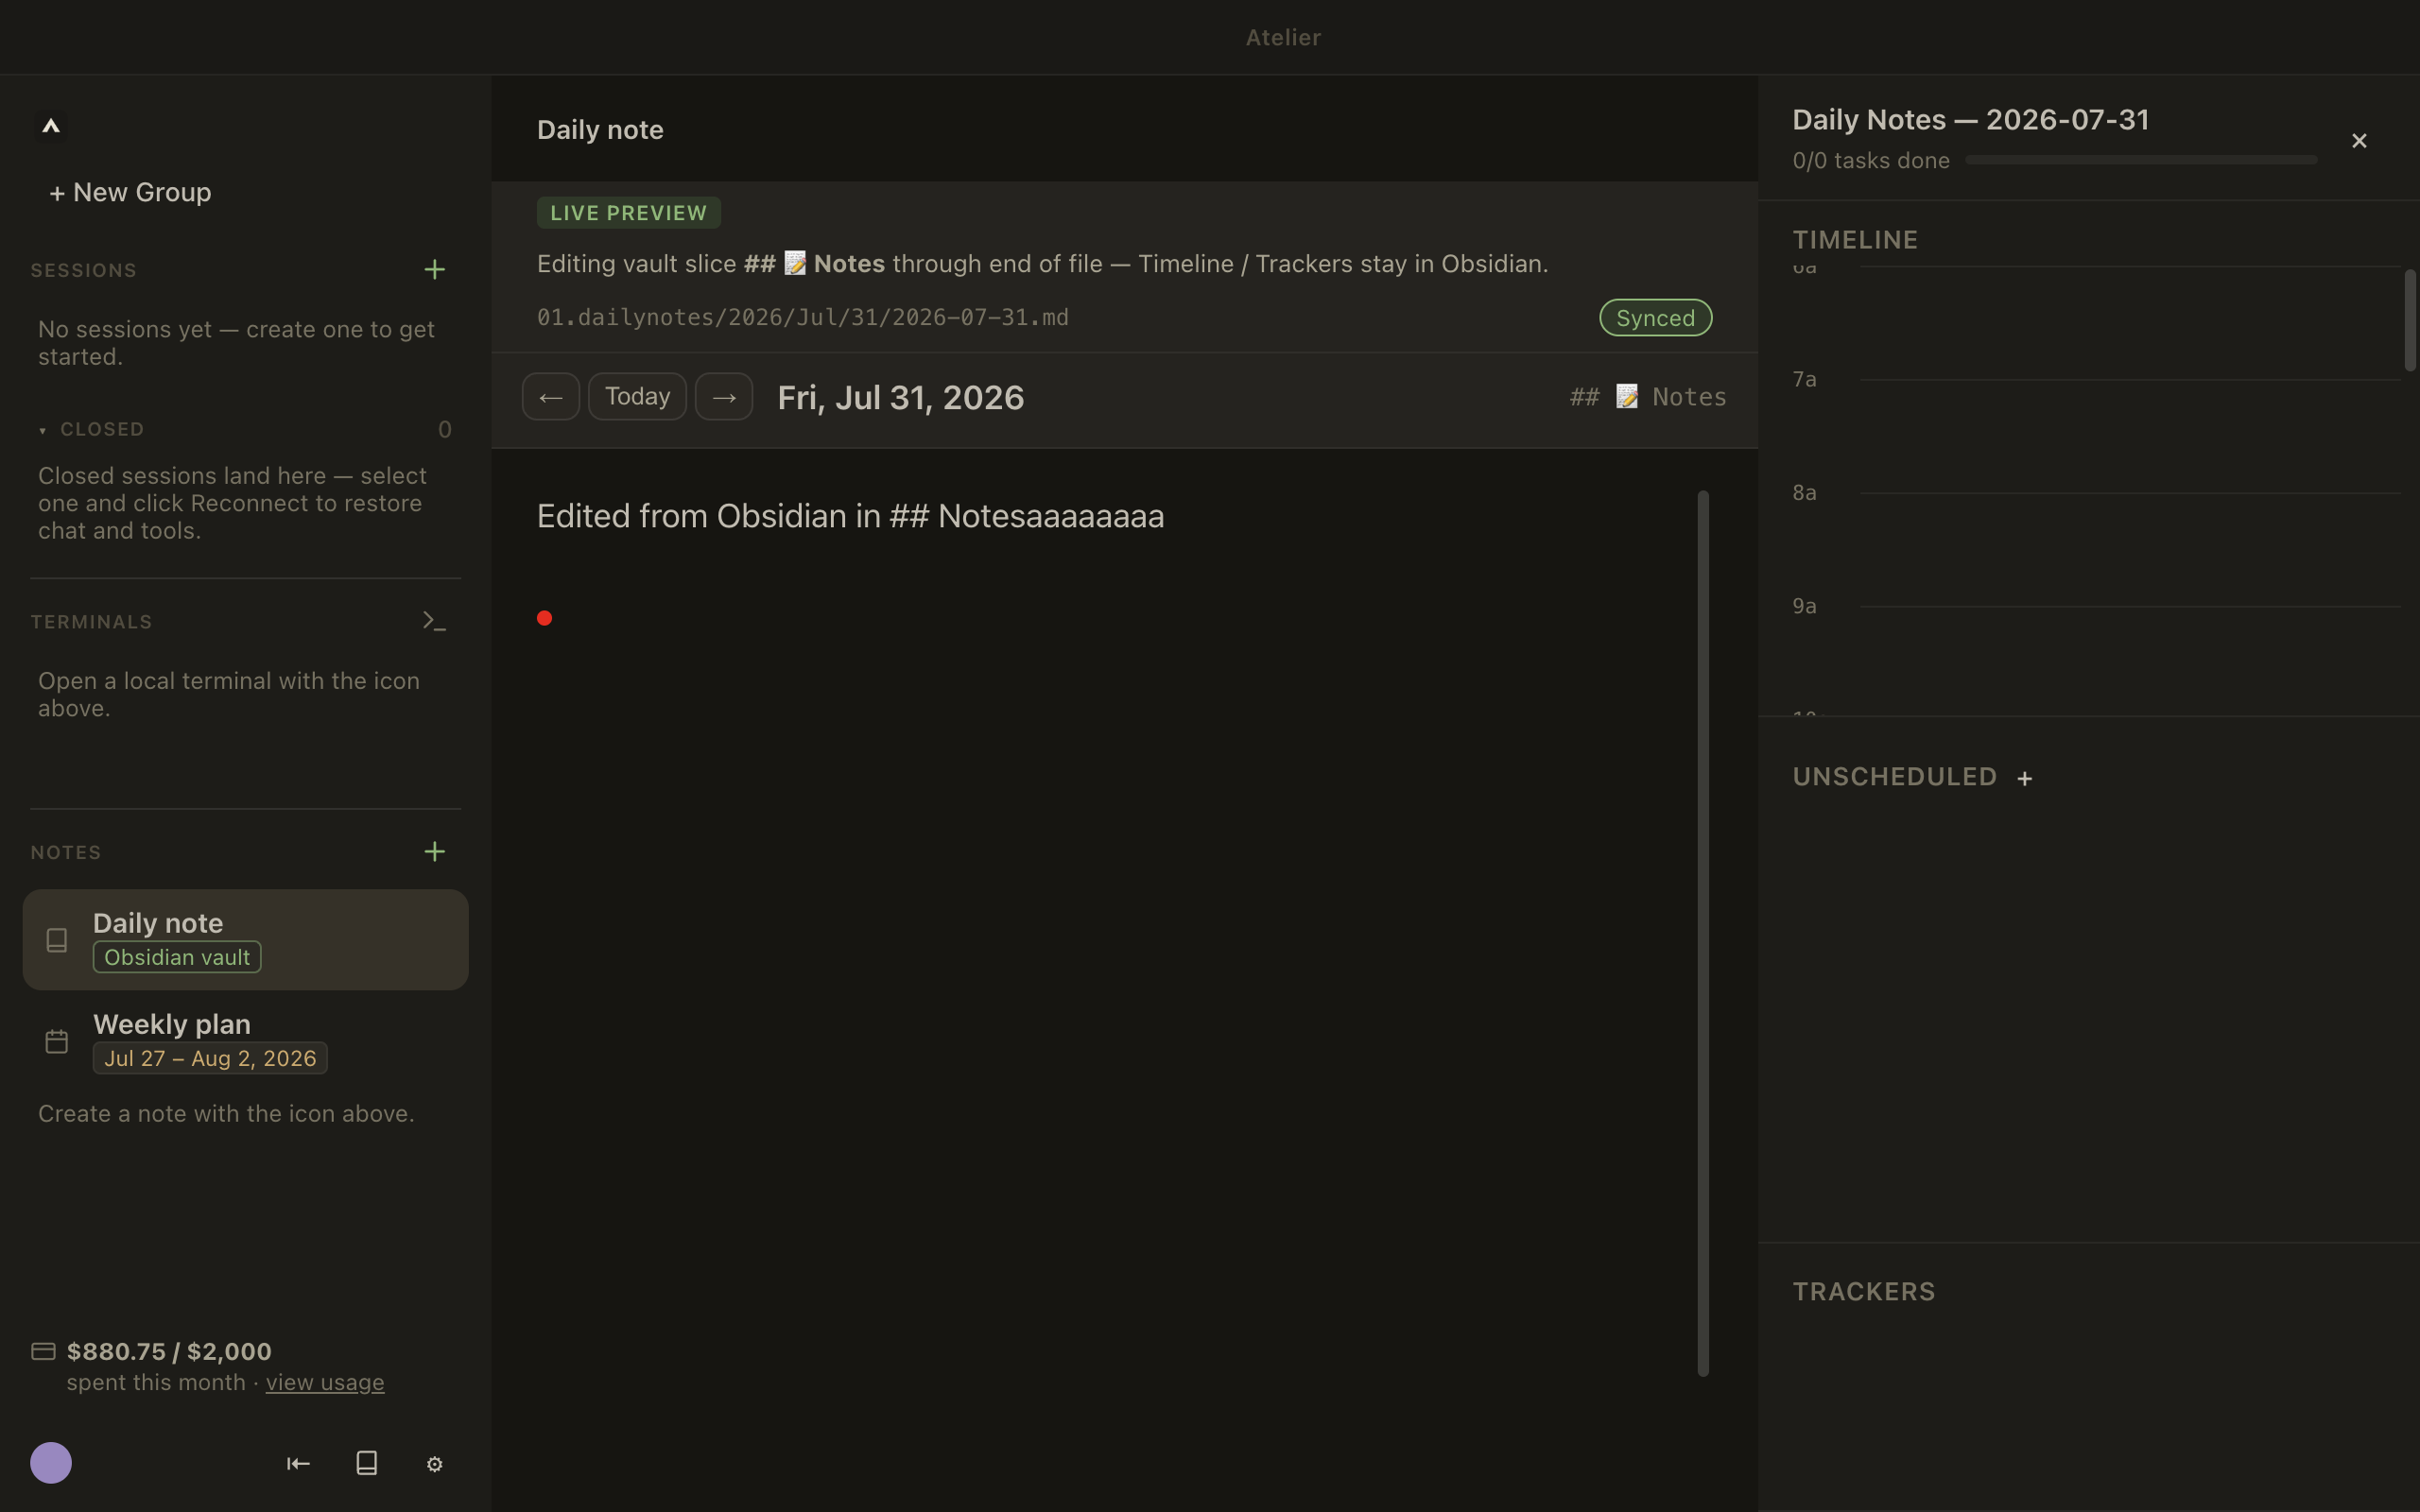 Atelier
+ New Group
SESSIONS
No sessions yet — create one to get
started.
▾ CLOSED 0
Closed sessions land here — select
one and click Reconnect to restore
chat and tools.
TERMINALS
Open a local terminal with the icon
above.
NOTES
Daily note
Obsidian vault
Weekly plan
Jul 27 – Aug 2, 2026
Create a note with the icon above.
$880.75 / $2,000
spent this month · view usage
Daily note
LIVE PREVIEW
Editing vault slice ## 📝 Notes through end of file — Timeline / Trackers stay in Obsidian.
01.dailynotes/2026/Jul/31/2026-07-31.md
Synced
← Today → Fri, Jul 31, 2026
## 📝 Notes
Edited from Obsidian in ## Notesaaaaaaaa
Daily Notes — 2026-07-31
0/0 tasks done
TIMELINE
6a
7a
8a
9a
UNSCHEDULED +
TRACKERS